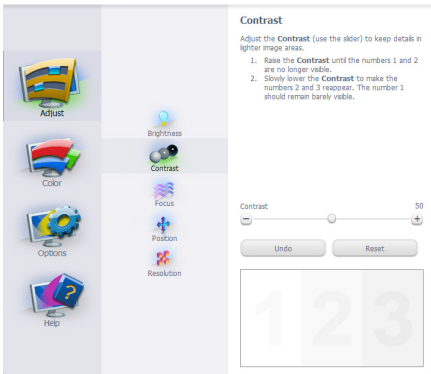 Adjust
Color
Options
Help
Brightness
Contrast
Focus
Position
Resolution
Contrast
Adjust the Contrast (use the slider) to keep details in
lighter image areas.
1. Raise the Contrast until the numbers 1 and 2
are no longer visible.
2. Slowly lower the Contrast to make the
numbers 2 and 3 reappear. The number 1
should remain barely visible.
Contrast 50
Undo Reset
1 2 3